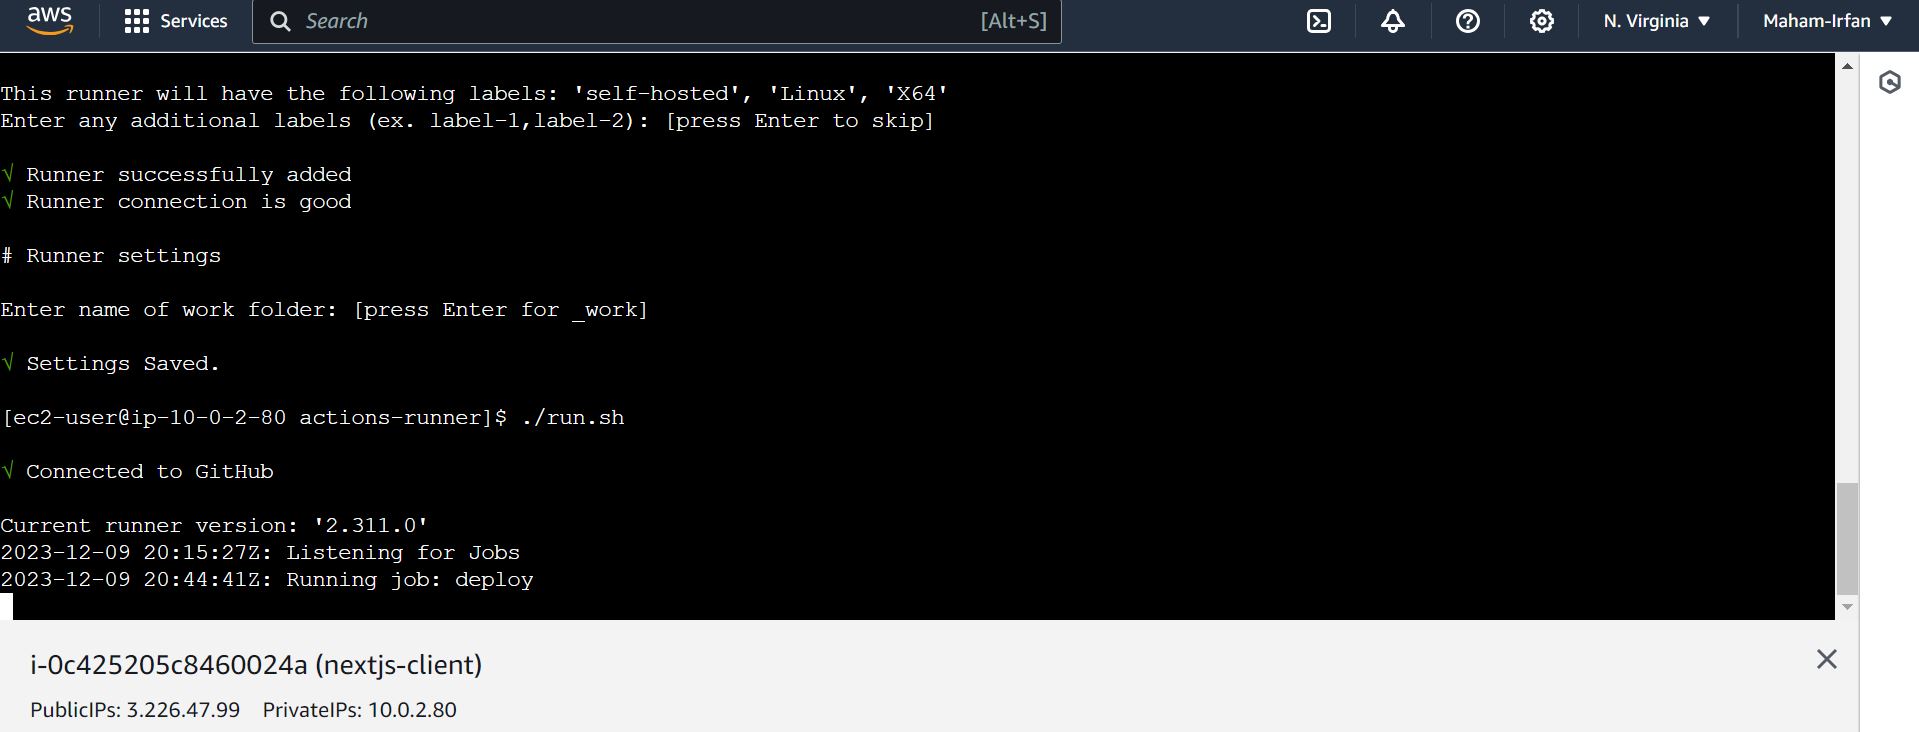 aws
Services
Search
[Alt+S]
N. Virginia
Maham-Irfan
This runner will have the following labels: 'self-hosted', 'Linux', 'X64'
Enter any additional labels (ex. label-1,label-2): [press Enter to skip]
√ Runner successfully added
√ Runner connection is good
# Runner settings
Enter name of work folder: [press Enter for _work]
√ Settings Saved.
[ec2-user@ip-10-0-2-80 actions-runner]$ ./run.sh
√ Connected to GitHub
Current runner version: '2.311.0'
2023-12-09 20:15:27Z: Listening for Jobs
2023-12-09 20:44:41Z: Running job: deploy
i-0c425205c8460024a (nextjs-client)
PublicIPs: 3.226.47.99 PrivateIPs: 10.0.2.80